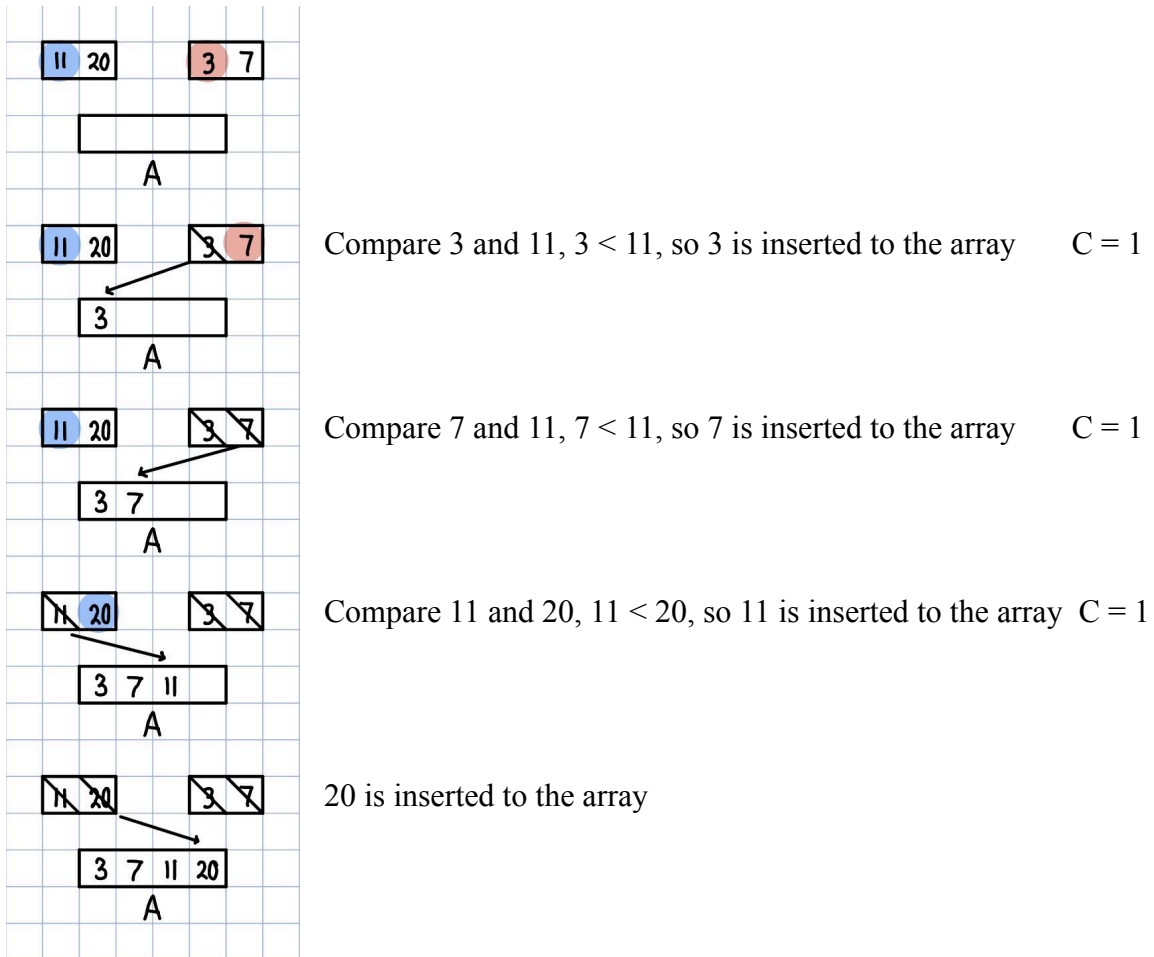 11 20 3 7
A
11 20 3 7 Compare 3 and 11, 3 < 11, so 3 is inserted to the array C = 1
3
A
11 20 3 7 Compare 7 and 11, 7 < 11, so 7 is inserted to the array C = 1
3 7
A
11 20 3 7 Compare 11 and 20, 11 < 20, so 11 is inserted to the array C = 1
3 7 11
A
11 20 3 7 20 is inserted to the array
3 7 11 20
A